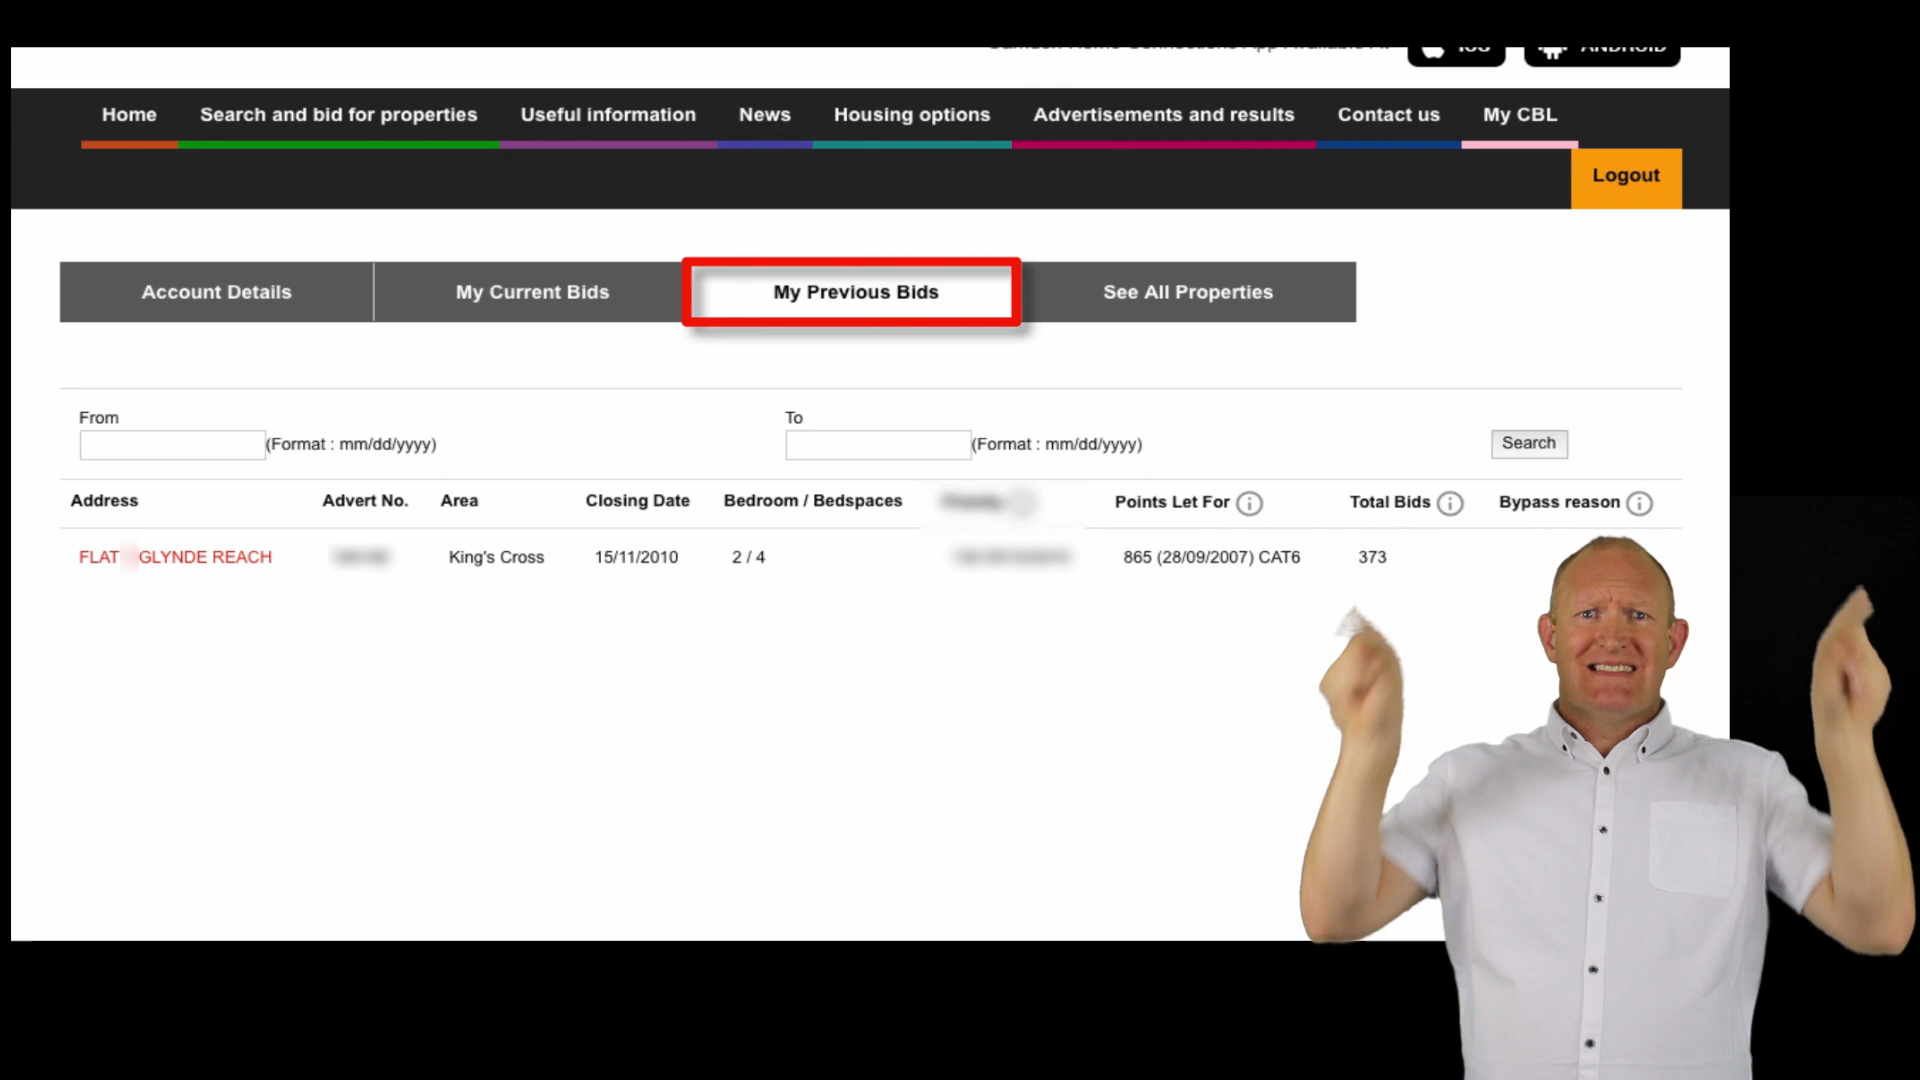 iOS ANDROID
Home Search and bid for properties Useful information News Housing options Advertisements and results Contact us My CBL
Logout
Account Details My Current Bids My Previous Bids See All Properties
From To
(Format : mm/dd/yyyy) (Format : mm/dd/yyyy) Search
Address Advert No. Area Closing Date Bedroom / Bedspaces Points Let For Total Bids Bypass reason
FLAT GLYNDE REACH King's Cross 15/11/2010 2 / 4 865 (28/09/2007) CAT6 373